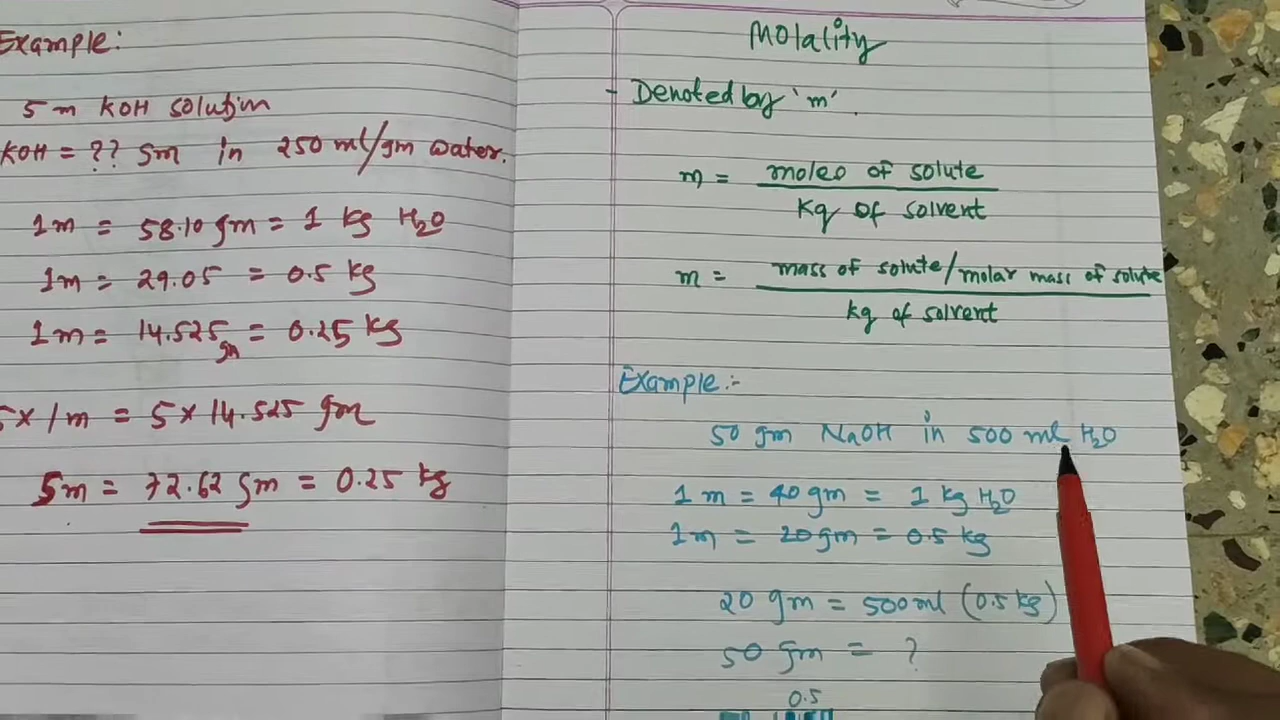 Example:
5 m KOH solution
KOH = ?? gm in 250 ml/gm water.
1m = 58.10 gm = 1 kg H2O
1m = 29.05 = 0.5 kg
1m = 14.525 gm = 0.25 kg
5x1m = 5x14.525 gm
5m = 72.62 gm = 0.25 kg
Molality
- Denoted by 'm'.
m = moles of solute
Kg of solvent
m = mass of solute/molar mass of solute
kg of solvent
Example:-
50 gm NaOH in 500 ml H2O
1 m = 40 gm = 1 kg H2O
1m = 20 gm = 0.5 kg
20 gm = 500 ml (0.5 kg)
50 gm = ?
0.5